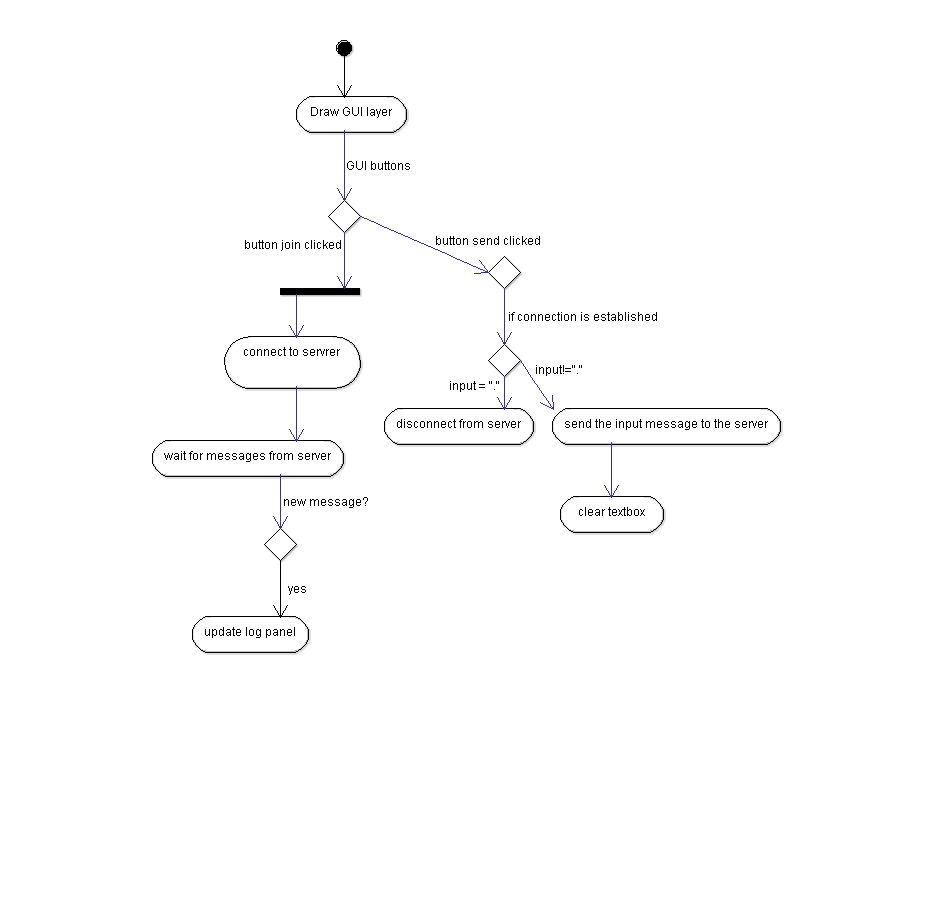 Draw GUI layer
GUI buttons
button join clicked
button send clicked
if connection is established
connect to servrer
input!="."
input = "."
disconnect from server
send the input message to the server
wait for messages from server
new message?
clear textbox
yes
update log panel